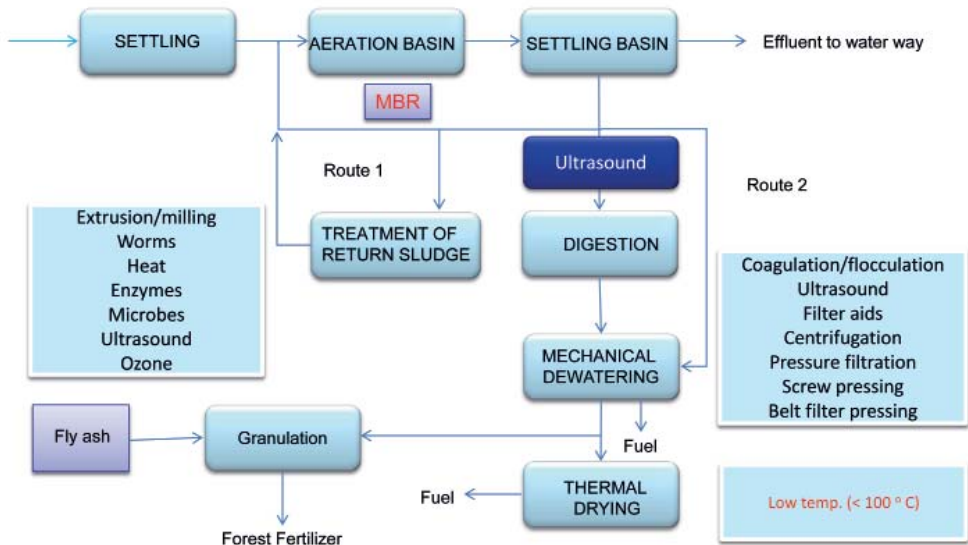 SETTLING
AERATION BASIN
SETTLING BASIN
Effluent to water way
MBR
Ultrasound
Route 1
Route 2
Extrusion/milling
Worms
Heat
Enzymes
Microbes
Ultrasound
Ozone
TREATMENT OF
RETURN SLUDGE
DIGESTION
Coagulation/flocculation
Ultrasound
Filter aids
Centrifugation
Pressure filtration
Screw pressing
Belt filter pressing
MECHANICAL
DEWATERING
Fly ash
Granulation
Fuel
Fuel
THERMAL
DRYING
Low temp. (< 100 ° C)
Forest Fertilizer